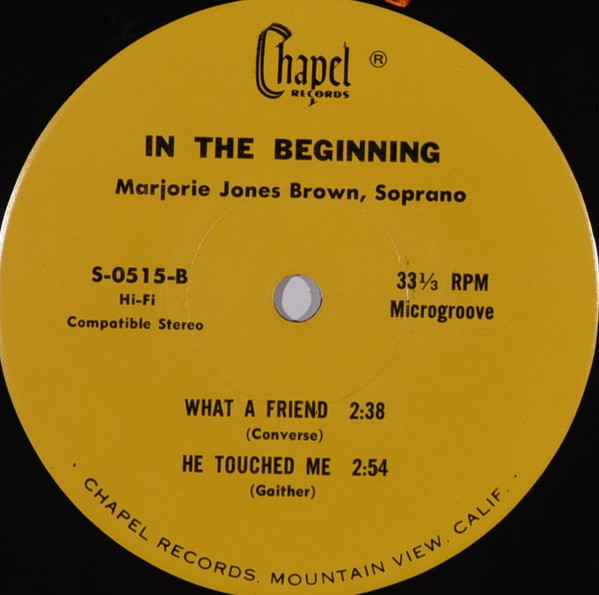 Chapel ®
RECORDS
IN THE BEGINNING
Marjorie Jones Brown, Soprano
S-0515-B
Hi-Fi
Compatible Stereo
33⅓ RPM
Microgroove
WHAT A FRIEND 2:38
(Converse)
HE TOUCHED ME 2:54
(Gaither)
· CHAPEL RECORDS. MOUNTAIN VIEW. CALIF. ·